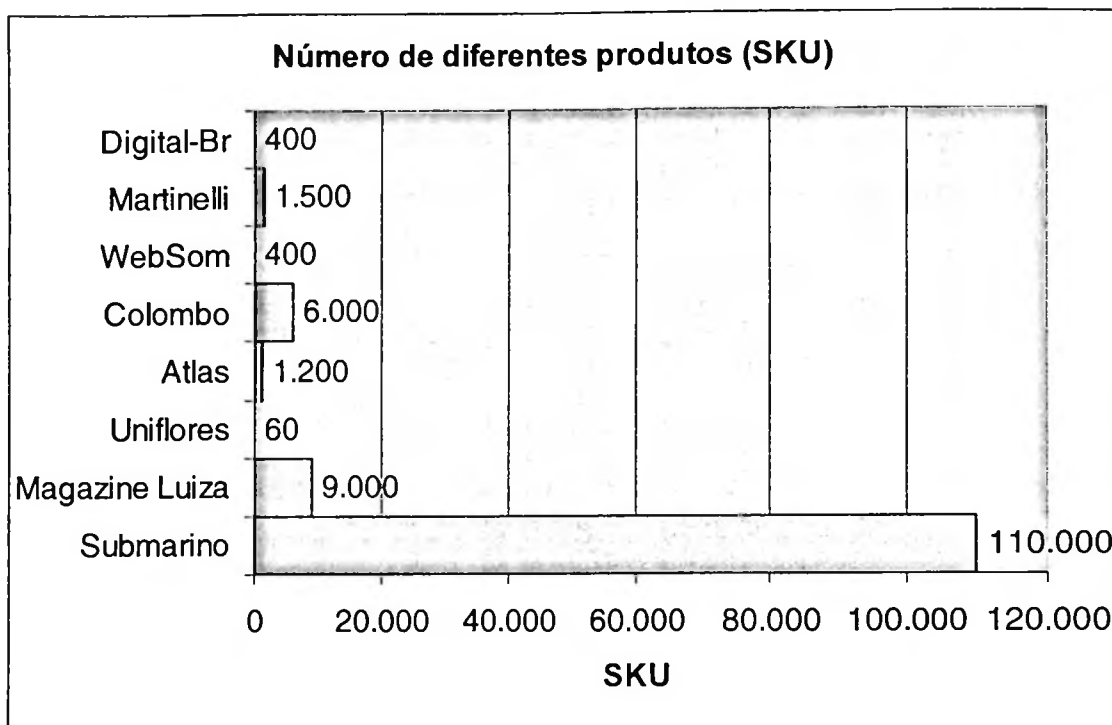 Número de diferentes produtos (SKU)
Digital-Br 400
Martinelli 1.500
WebSom 400
Colombo 6.000
Atlas 1.200
Uniflores 60
Magazine Luiza 9.000
Submarino 110.000
0 20.000 40.000 60.000 80.000 100.000 120.000
SKU